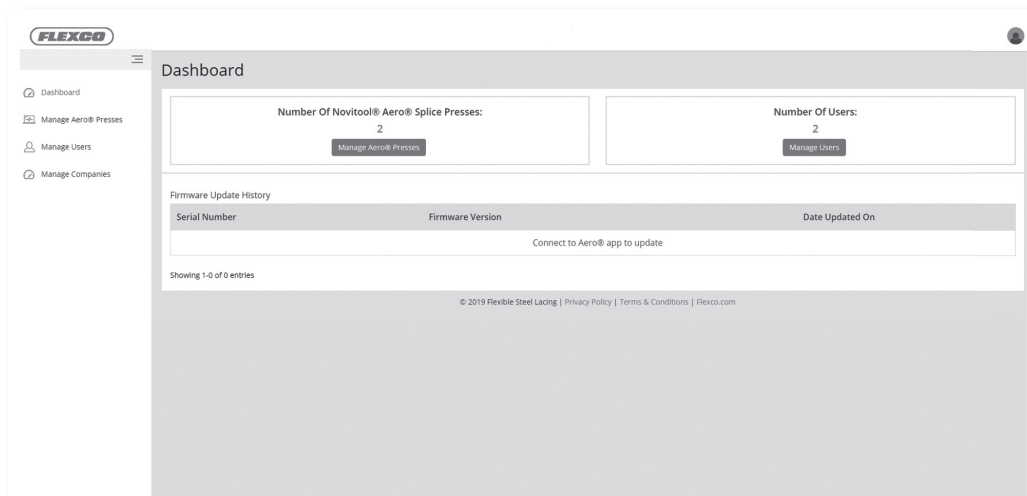 FLEXCO
Dashboard
Dashboard
Manage Aero® Presses
Manage Users
Manage Companies
Number Of Novitool® Aero® Splice Presses:
2
Manage Aero® Presses
Number Of Users:
2
Manage Users
Firmware Update History
Serial Number Firmware Version Date Updated On
Connect to Aero® app to update
Showing 1-0 of 0 entries
© 2019 Flexible Steel Lacing | Privacy Policy | Terms & Conditions | Flexco.com